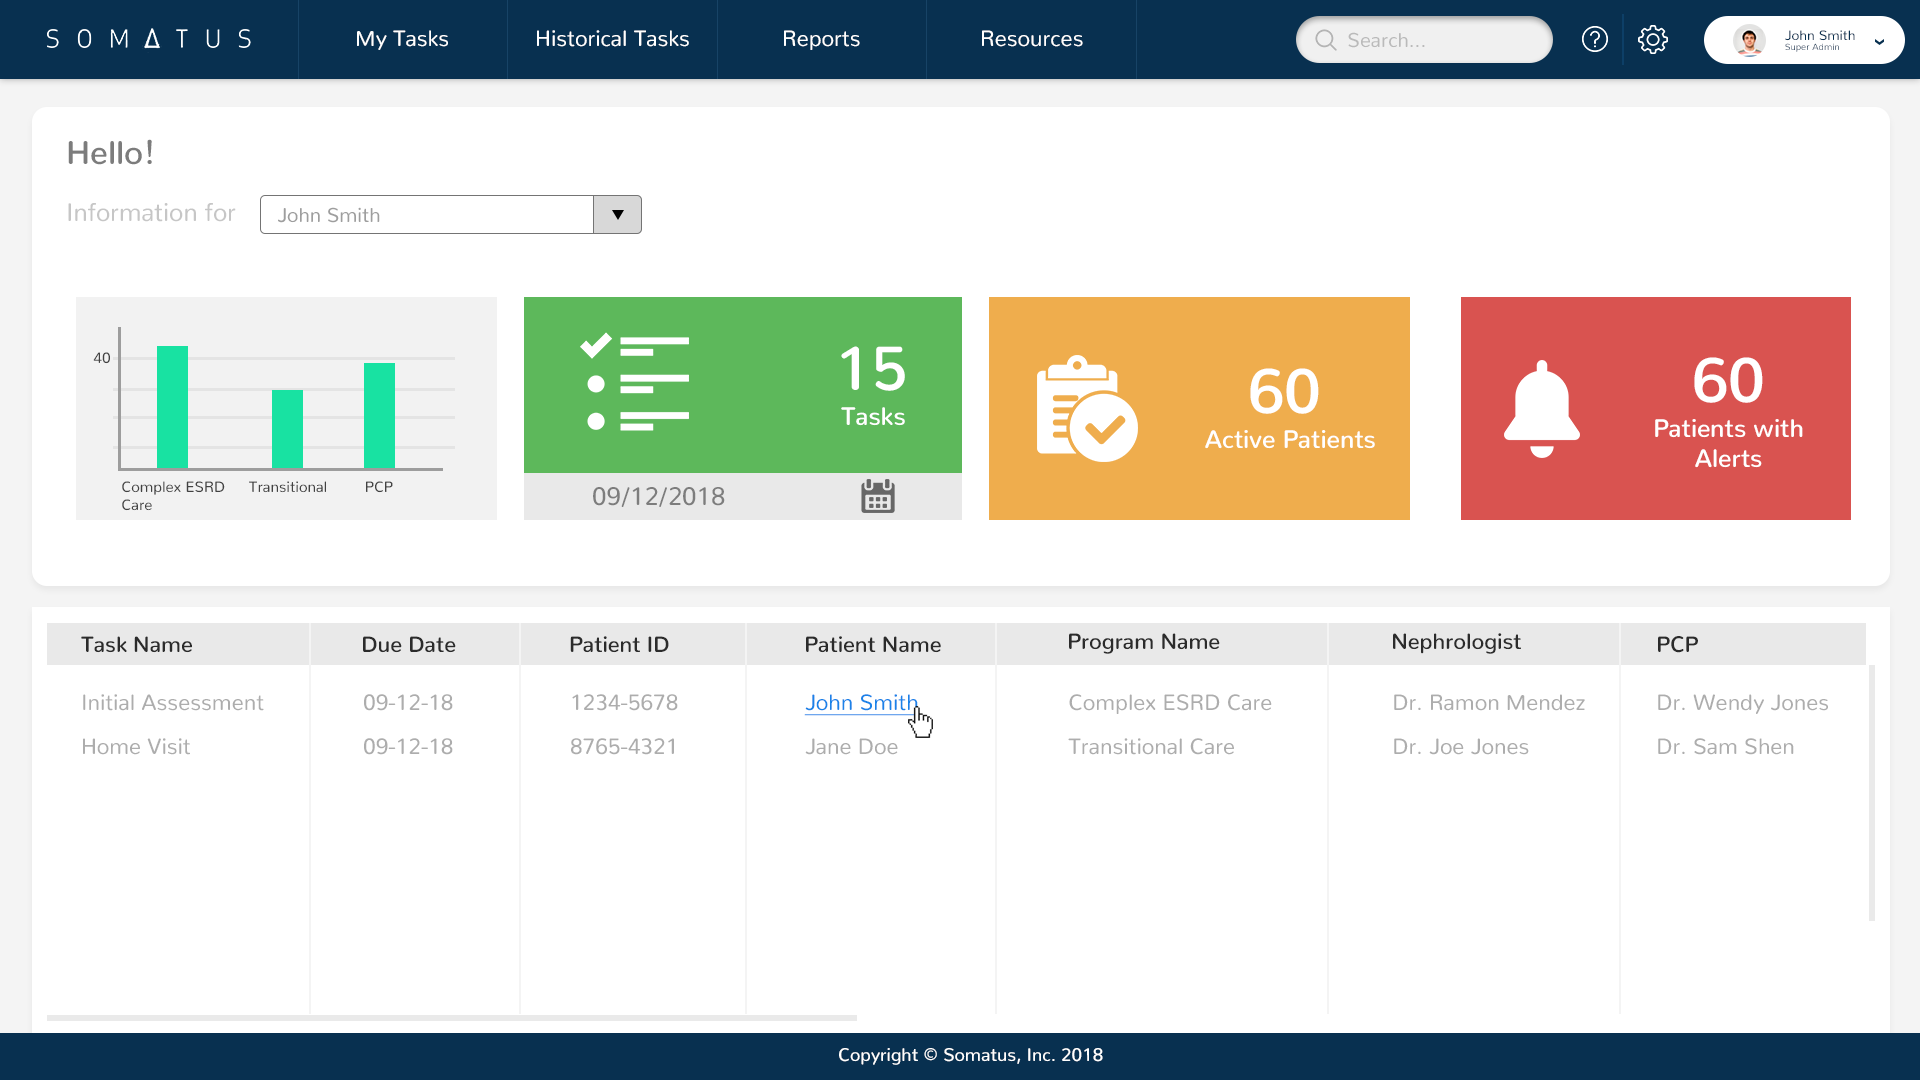 SOMATUS
My Tasks
Historical Tasks
Reports
Resources
Search...
?
John Smith
Super Admin
Hello!
Information for
John Smith
40
Complex ESRD
Care
Transitional
PCP
15
Tasks
09/12/2018
60
Active Patients
60
Patients with
Alerts
Task Name Due Date Patient ID Patient Name Program Name Nephrologist PCP
Initial Assessment 09-12-18 1234-5678 John Smith Complex ESRD Care Dr. Ramon Mendez Dr. Wendy Jones
Home Visit 09-12-18 8765-4321 Jane Doe Transitional Care Dr. Joe Jones Dr. Sam Shen
Copyright © Somatus, Inc. 2018